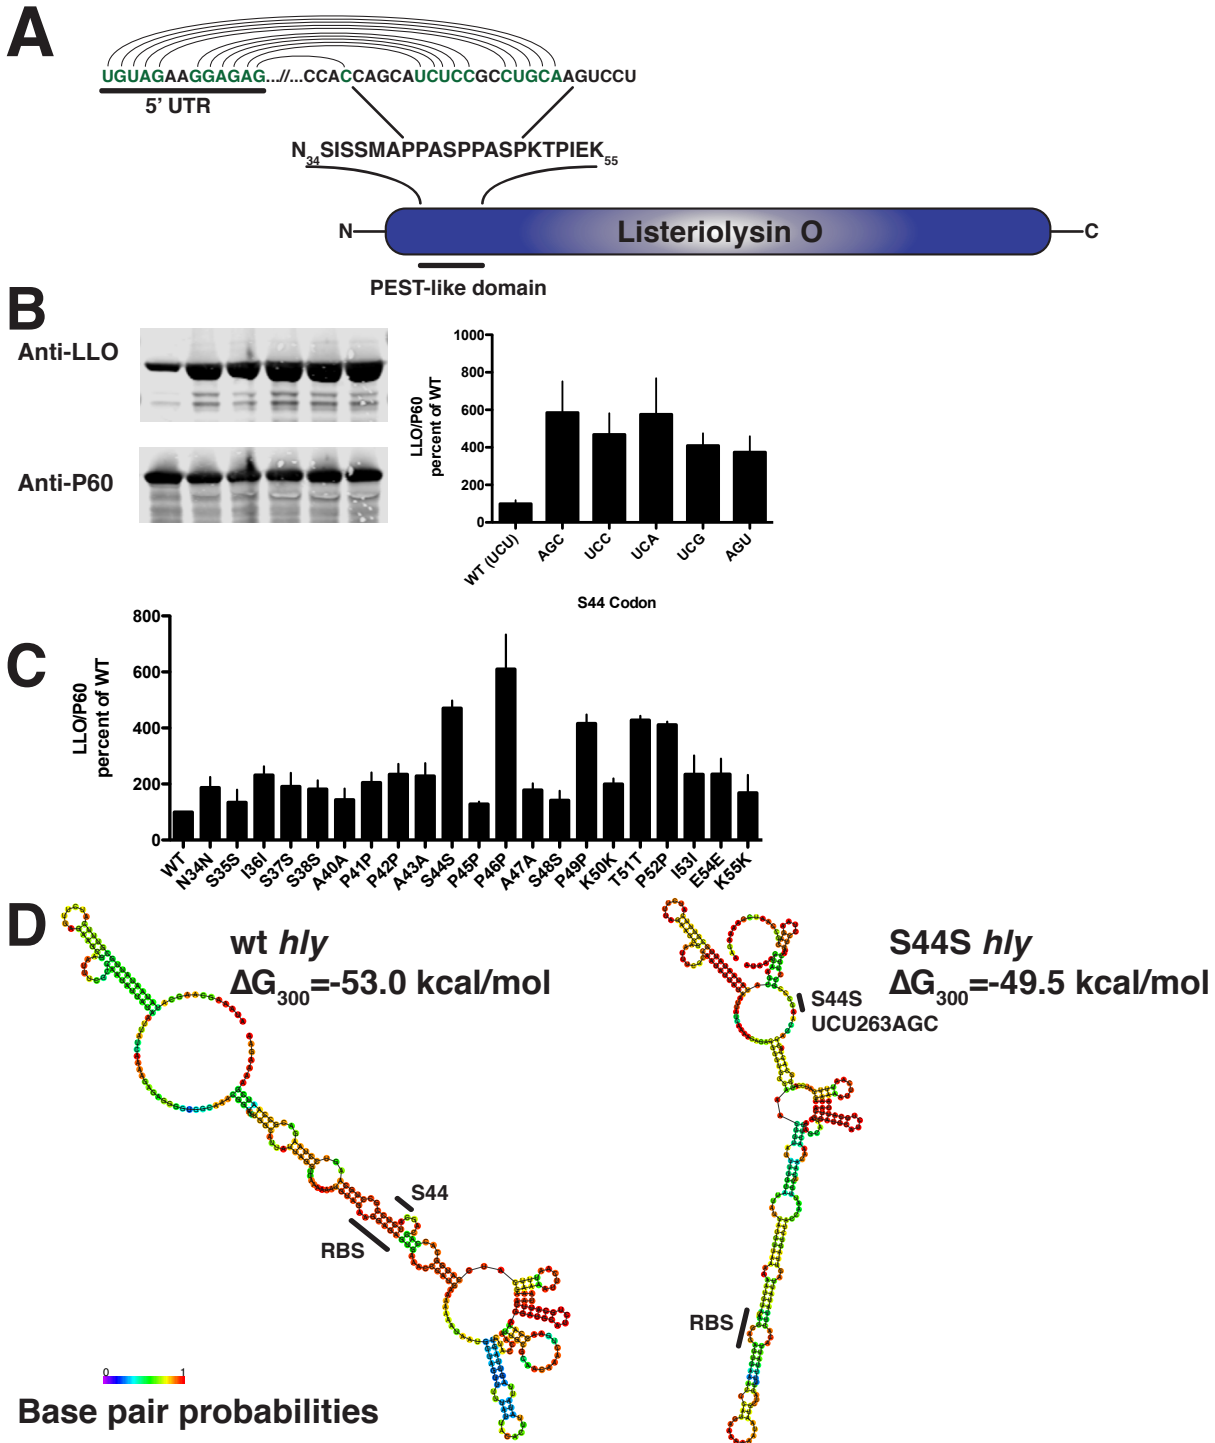 A
UGUAGAAGGAGAG...//...CCACCAGCAUCUCCGCCUGCAAGUCCU
5' UTR
N34SISSMAPPASPPASPKTPIEK55
N
Listeriolysin O
C
PEST-like domain
B
Anti-LLO
Anti-P60
LLO/P60
percent of WT
1000
800
600
400
200
0
WT (UCU)
AGC
UCC
UCA
UCG
AGU
S44 Codon
C
LLO/P60
percent of WT
800
600
400
200
0
WT
N34N
S35S
I36I
S37S
S38S
A40A
P41P
P42P
A43A
S44S
P45P
P46P
A47A
S48S
P49P
K50K
T51T
P52P
I53I
E54E
K55K
D
wt hly
ΔG300=-53.0 kcal/mol
S44
RBS
S44S hly
ΔG300=-49.5 kcal/mol
S44S
UCU263AGC
RBS
0 1
Base pair probabilities